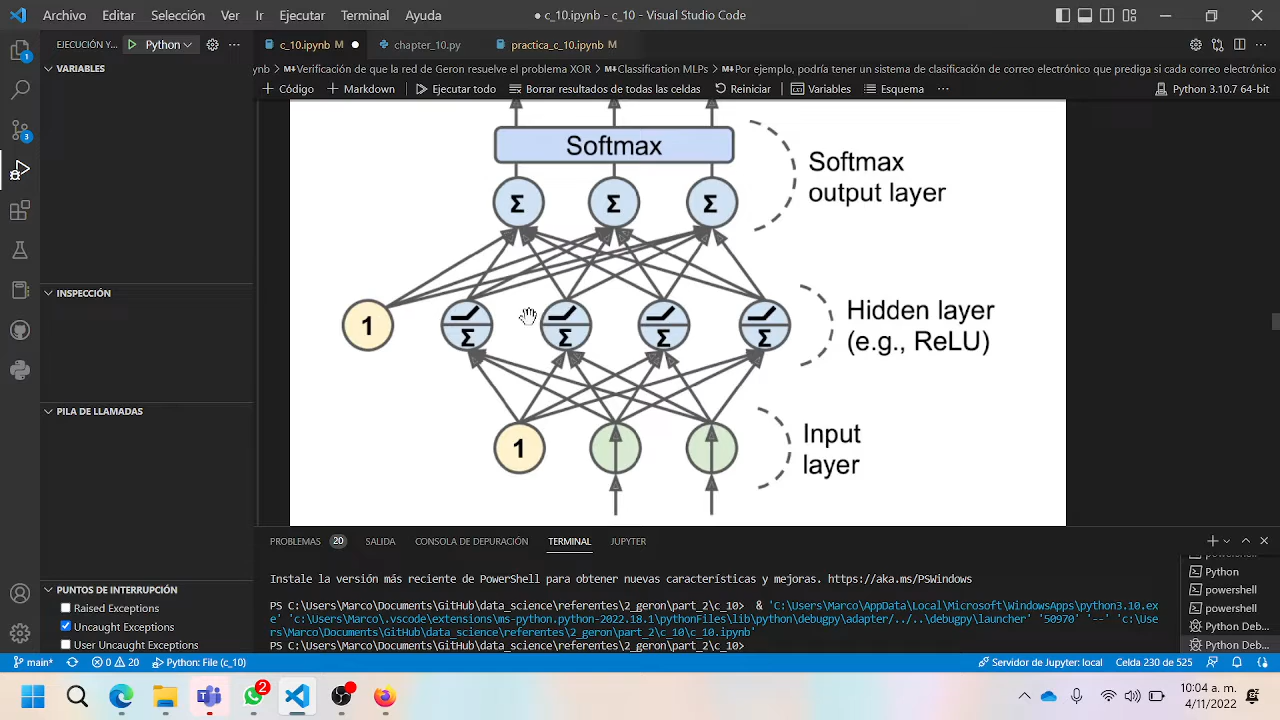 Archivo Editar Selección Ver Ir Ejecutar Terminal Ayuda
● c_10.ipynb - c_10 - Visual Studio Code
EJECUCIÓN Y... Python
c_10.ipynb M
chapter_10.py
practica_c_10.ipynb M
VARIABLES
ynb > M↓Verificación de que la red de Geron resuelve el problema XOR > M↓Classification MLPs > M↓Por ejemplo, podría tener un sistema de clasificación de correo electrónico que prediga si cada correo electrónico
+ Código + Markdown Ejecutar todo Borrar resultados de todas las celdas Reiniciar Variables Esquema ... Python 3.10.7 64-bit
Softmax
Softmax
output layer
Σ Σ Σ
INSPECCIÓN
1
Σ Σ Σ Σ
Hidden layer
(e.g., ReLU)
PILA DE LLAMADAS
1
Input
layer
PROBLEMAS 20 SALIDA CONSOLA DE DEPURACIÓN TERMINAL JUPYTER
Instale la versión más reciente de PowerShell para obtener nuevas características y mejoras. https://aka.ms/PSWindows
PS C:\Users\Marco\Documents\GitHub\data_science\referentes\2_geron\part_2\c_10> & 'C:\Users\Marco\AppData\Local\Microsoft\WindowsApps\python3.10.ex
e' 'c:\Users\Marco\.vscode\extensions\ms-python.python-2022.18.1\pythonFiles\lib\python\debugpy\adapter/../..\debugpy\launcher' '50970' '--' 'c:\Use
rs\Marco\Documents\GitHub\data_science\referentes\2_geron\part_2\c_10\c_10.ipynb'
PS C:\Users\Marco\Documents\GitHub\data_science\referentes\2_geron\part_2\c_10>
Python
powershell
powershell
Python Deb...
Python Deb...
PUNTOS DE INTERRUPCIÓN
Raised Exceptions
Uncaught Exceptions
User Uncaught Exceptions
1
3
main* 0 20 Python: File (c_10)
Servidor de Jupyter: local Celda 230 de 525
2
10:04 a. m.
4/11/2022